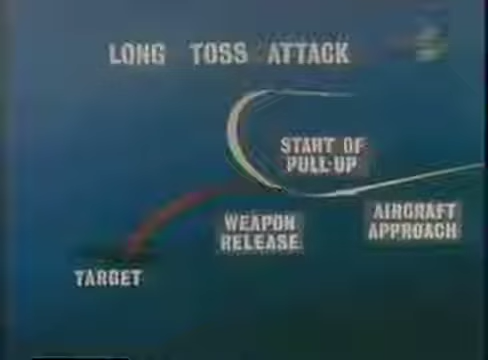 LONG TOSS ATTACK
START OF
PULL-UP
WEAPON
RELEASE
AIRCRAFT
APPROACH
TARGET